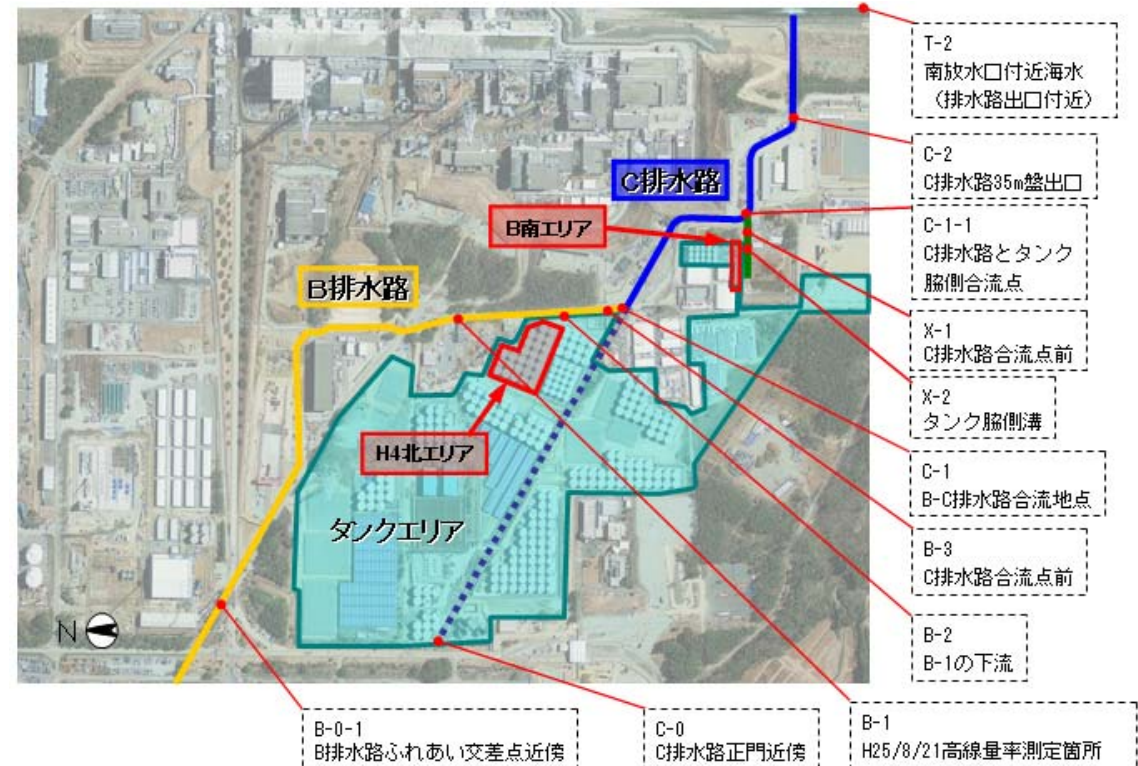 T-2
南放水口付近海水
（排水路出口付近）
C-2
C排水路35m盤出口
C排水路
B南エリア
C-1-1
C排水路とタンク
脇側合流点
B排水路
X-1
C排水路合流点前
X-2
タンク脇側溝
H4北エリア
C-1
B-C排水路合流地点
タンクエリア
B-3
C排水路合流点前
N
B-2
B-1の下流
B-0-1
B排水路ふれあい交差点近傍
C-0
C排水路正門近傍
B-1
H25/8/21高線量率測定箇所